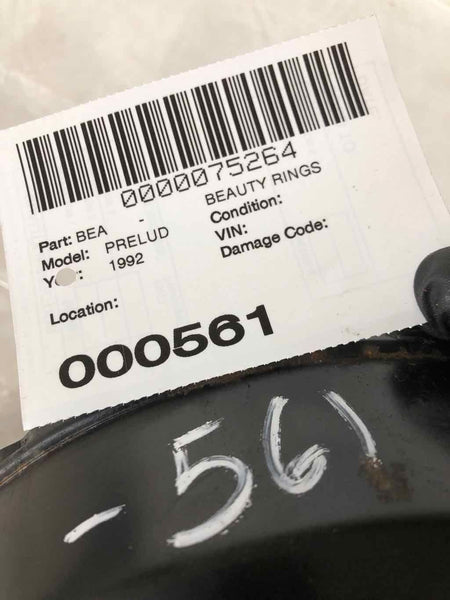 0000075264
Part: BEA - BEAUTY RINGS
Model: PRELUD Condition:
Y : 1992 VIN:
Damage Code:
Location:
000561
-561